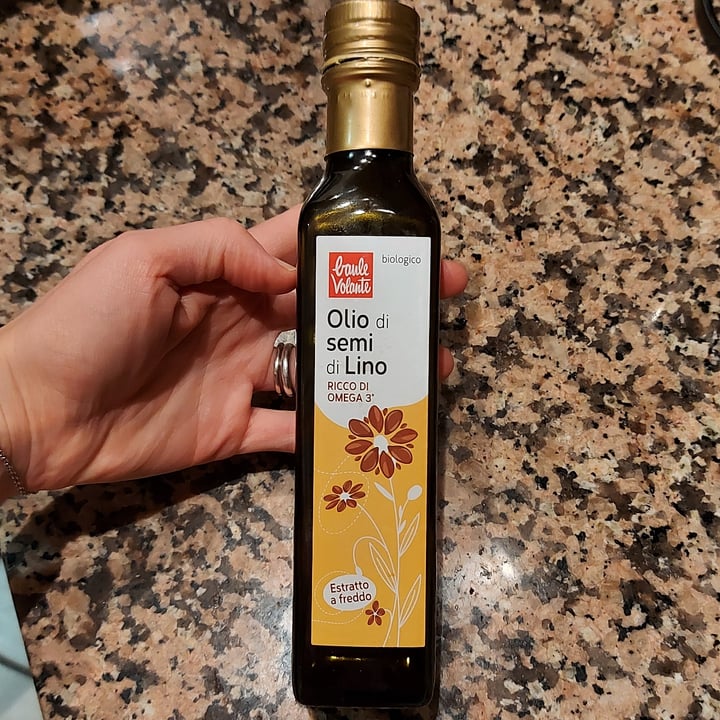 baule
volante
biologico
Olio di
semi
di Lino
RICCO DI
OMEGA 3*
Estratto
a freddo